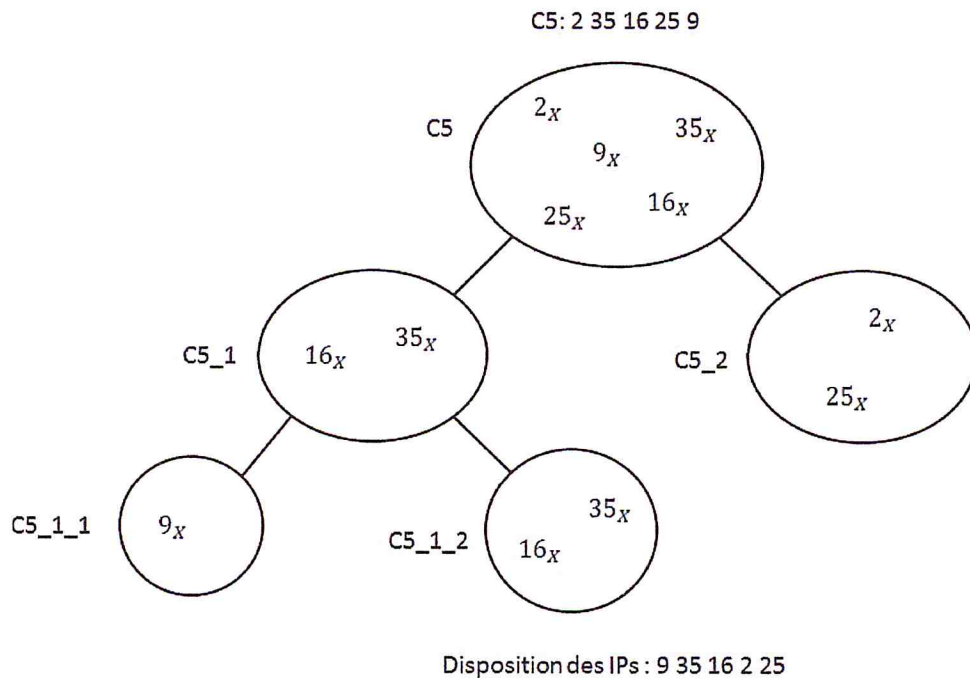 C5: 2 35 16 25 9
C5
2X
35X
9X
25X
16X
C5_1
16X
35X
C5_2
2X
25X
C5_1_1
9X
C5_1_2
35X
16X
Disposition des IPs : 9 35 16 2 25